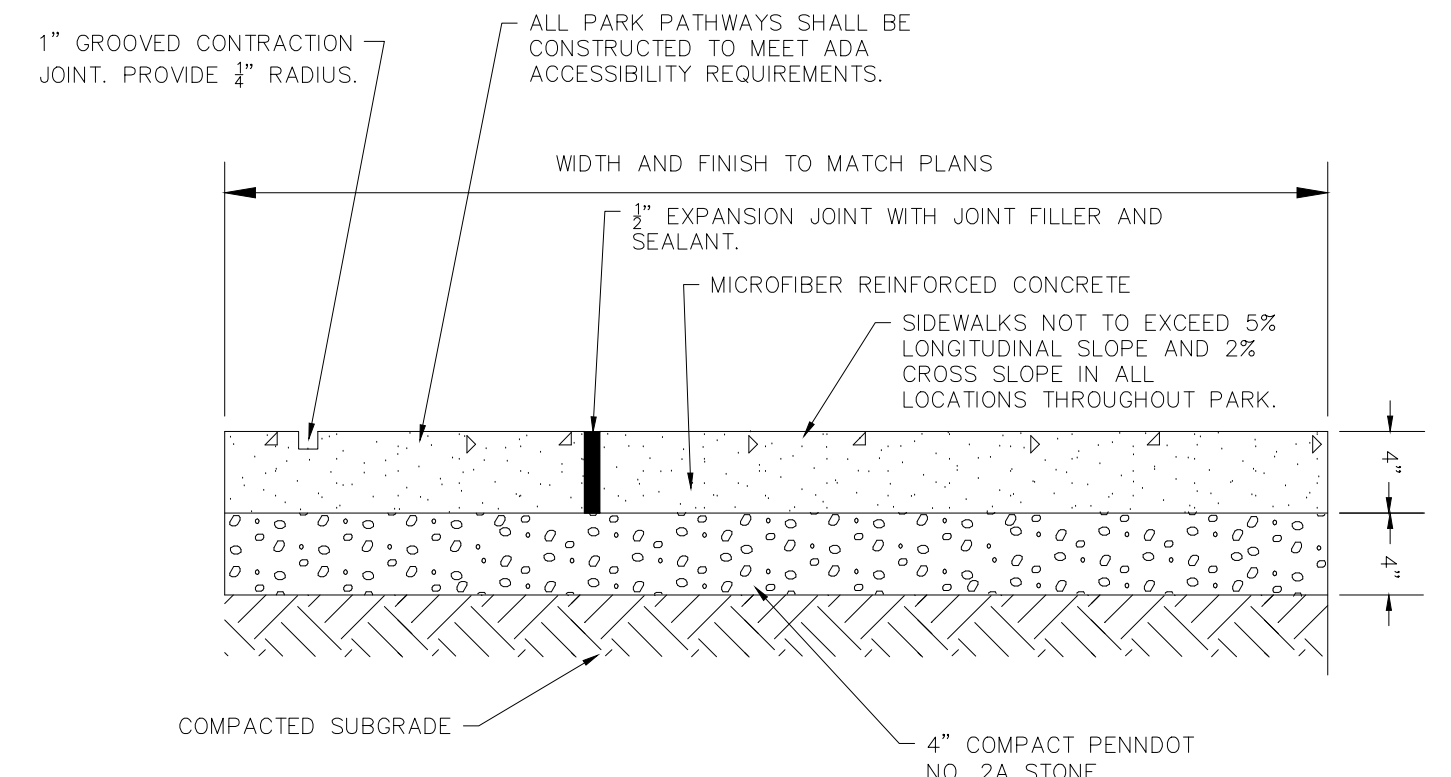 1” GROOVED CONTRACTION
JOINT. PROVIDE 1/4” RADIUS.
ALL PARK PATHWAYS SHALL BE
CONSTRUCTED TO MEET ADA
ACCESSIBILITY REQUIREMENTS.
WIDTH AND FINISH TO MATCH PLANS
1/2” EXPANSION JOINT WITH JOINT FILLER AND
SEALANT.
MICROFIBER REINFORCED CONCRETE
SIDEWALKS NOT TO EXCEED 5%
LONGITUDINAL SLOPE AND 2%
CROSS SLOPE IN ALL
LOCATIONS THROUGHOUT PARK.
4”
4”
COMPACTED SUBGRADE
4” COMPACT PENNDOT
NO. 2A STONE